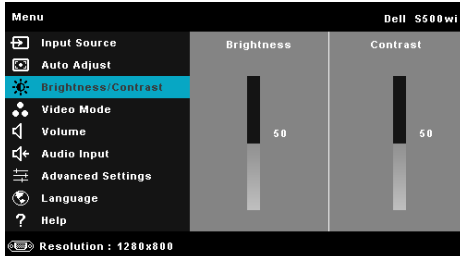 Menu Dell S500wi
Input Source
Auto Adjust
Brightness/Contrast
Video Mode
Volume
Audio Input
Advanced Settings
Language
? Help
Resolution : 1280x800
Brightness Contrast
50 50